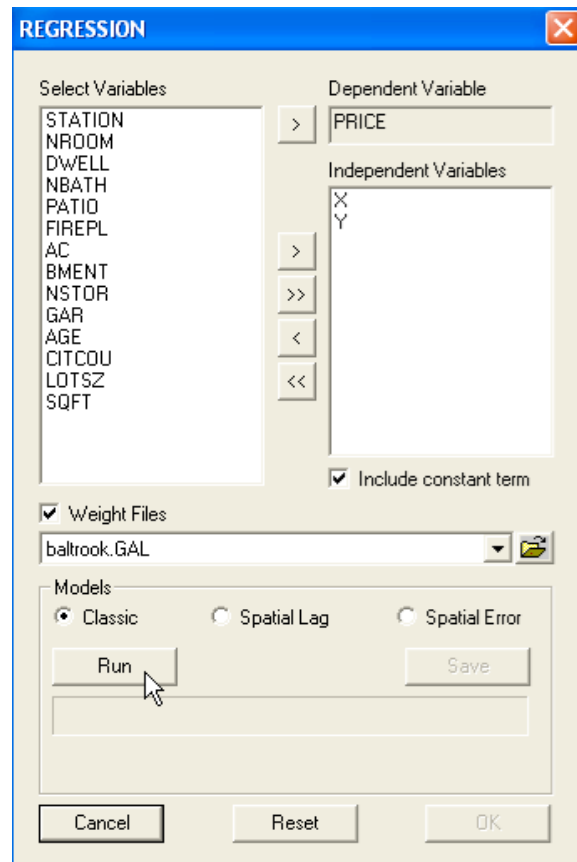 REGRESSION
Select Variables
STATION
NROOM
DWELL
NBATH
PATIO
FIREPL
AC
BMENT
NSTOR
GAR
AGE
CITCOU
LOTSZ
SQFT
>
>
>>
<
<<
Dependent Variable
PRICE
Independent Variables
X
Y
Include constant term
Weight Files
baltrook.GAL
Models
Classic
Spatial Lag
Spatial Error
Run
Save
Cancel
Reset
OK